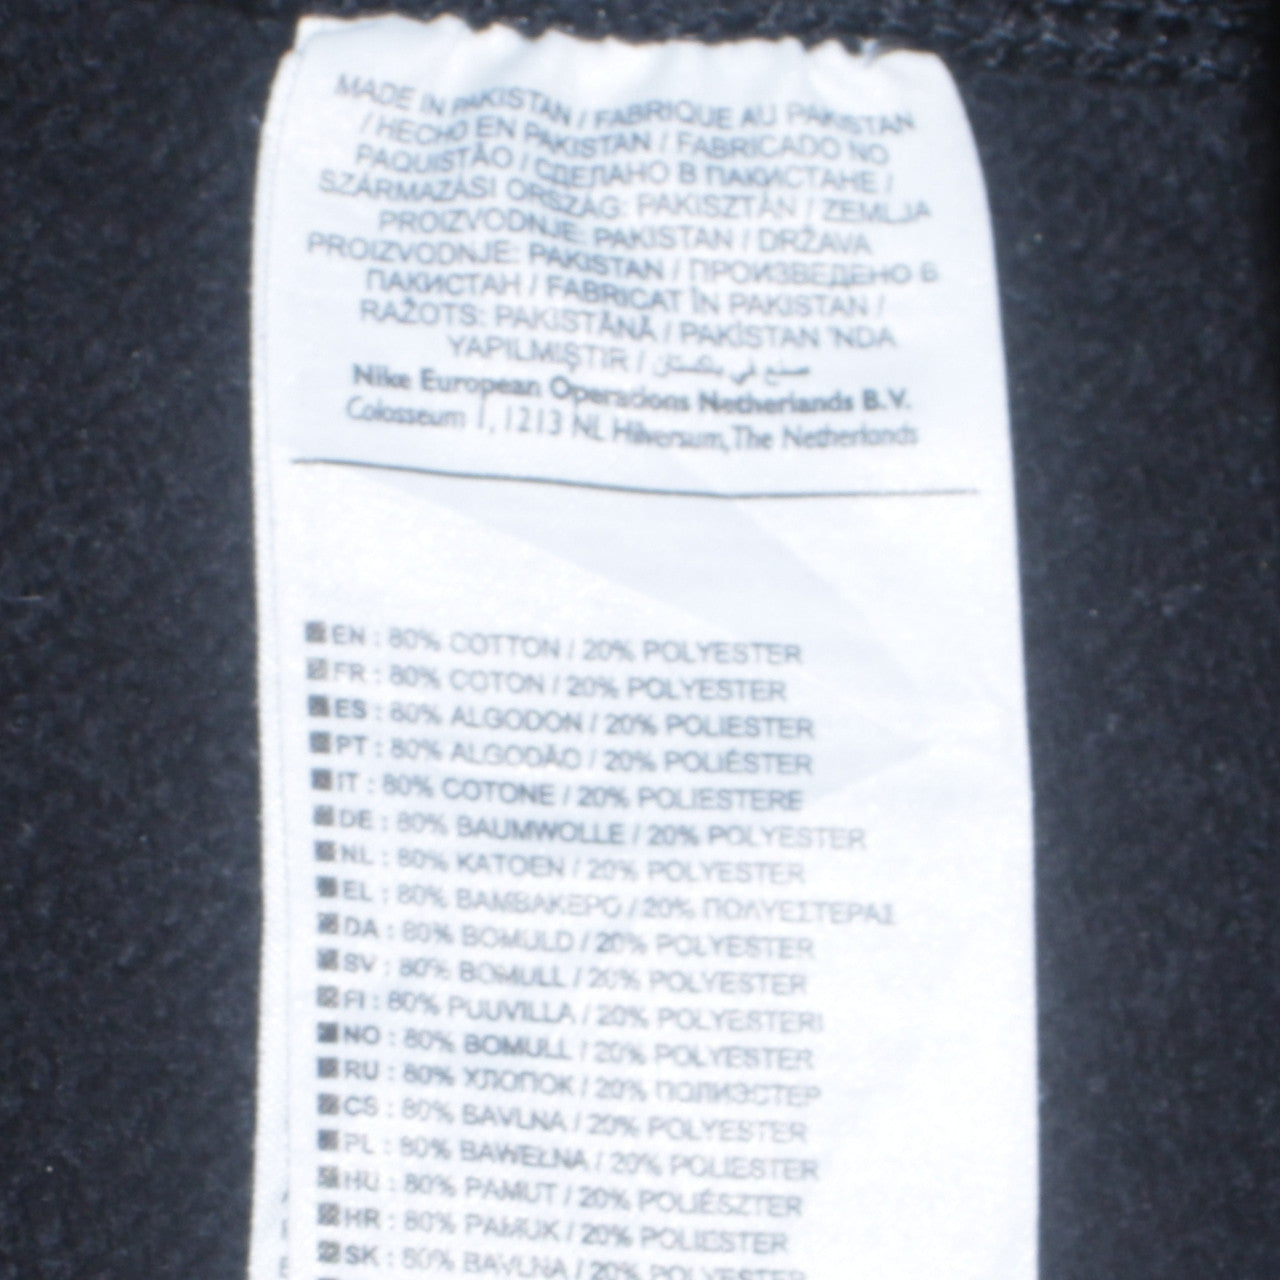 MADE IN PAKISTAN / FABRIQUE AU PAKISTAN
/ HECHO EN PAKISTAN / FABRICADO NO
PAQUISTÃO / СДЕЛАНО В ПАКИСТАНЕ /
SZÁRMAZÁSI ORSZÁG: PAKISZTÁN / ZEMLJA
PROIZVODNJE: PAKISTAN / DRŽAVA
PROIZVODNJE: PAKISTAN / ПРОИЗВЕДЕНО В
ПАКИСТАН / FABRICAT ÎN PAKISTAN /
RAŽOTS: PAKISTĀNĀ / PAKİSTAN 'NDA
YAPILMIŞTIR / صنع في باكستان
Nike European Operations Netherlands B.V.
Colosseum 1, 1213 NL Hilversum, The Netherlands
EN : 80% COTTON / 20% POLYESTER
FR : 80% COTON / 20% POLYESTER
ES : 80% ALGODON / 20% POLIESTER
PT : 80% ALGODÃO / 20% POLIÉSTER
IT : 80% COTONE / 20% POLIESTERE
DE : 80% BAUMWOLLE / 20% POLYESTER
NL : 80% KATOEN / 20% POLYESTER
EL : 80% ΒΑΜΒΑΚΕΡΟ / 20% ΠΟΛΥΕΣΤΕΡΑΣ
DA : 80% BOMULD / 20% POLYESTER
SV : 80% BOMULL / 20% POLYESTER
FI : 80% PUUVILLA / 20% POLYESTERI
NO : 80% BOMULL / 20% POLYESTER
RU : 80% ХЛОПОК / 20% ПОЛИЭСТЕР
CS : 80% BAVLNA / 20% POLYESTER
PL : 80% BAWEŁNA / 20% POLIESTER
HU : 80% PAMUT / 20% POLIÉSZTER
HR : 80% PAMUK / 20% POLIESTER
SK : 80% BAVLNA / 20% POLYESTER